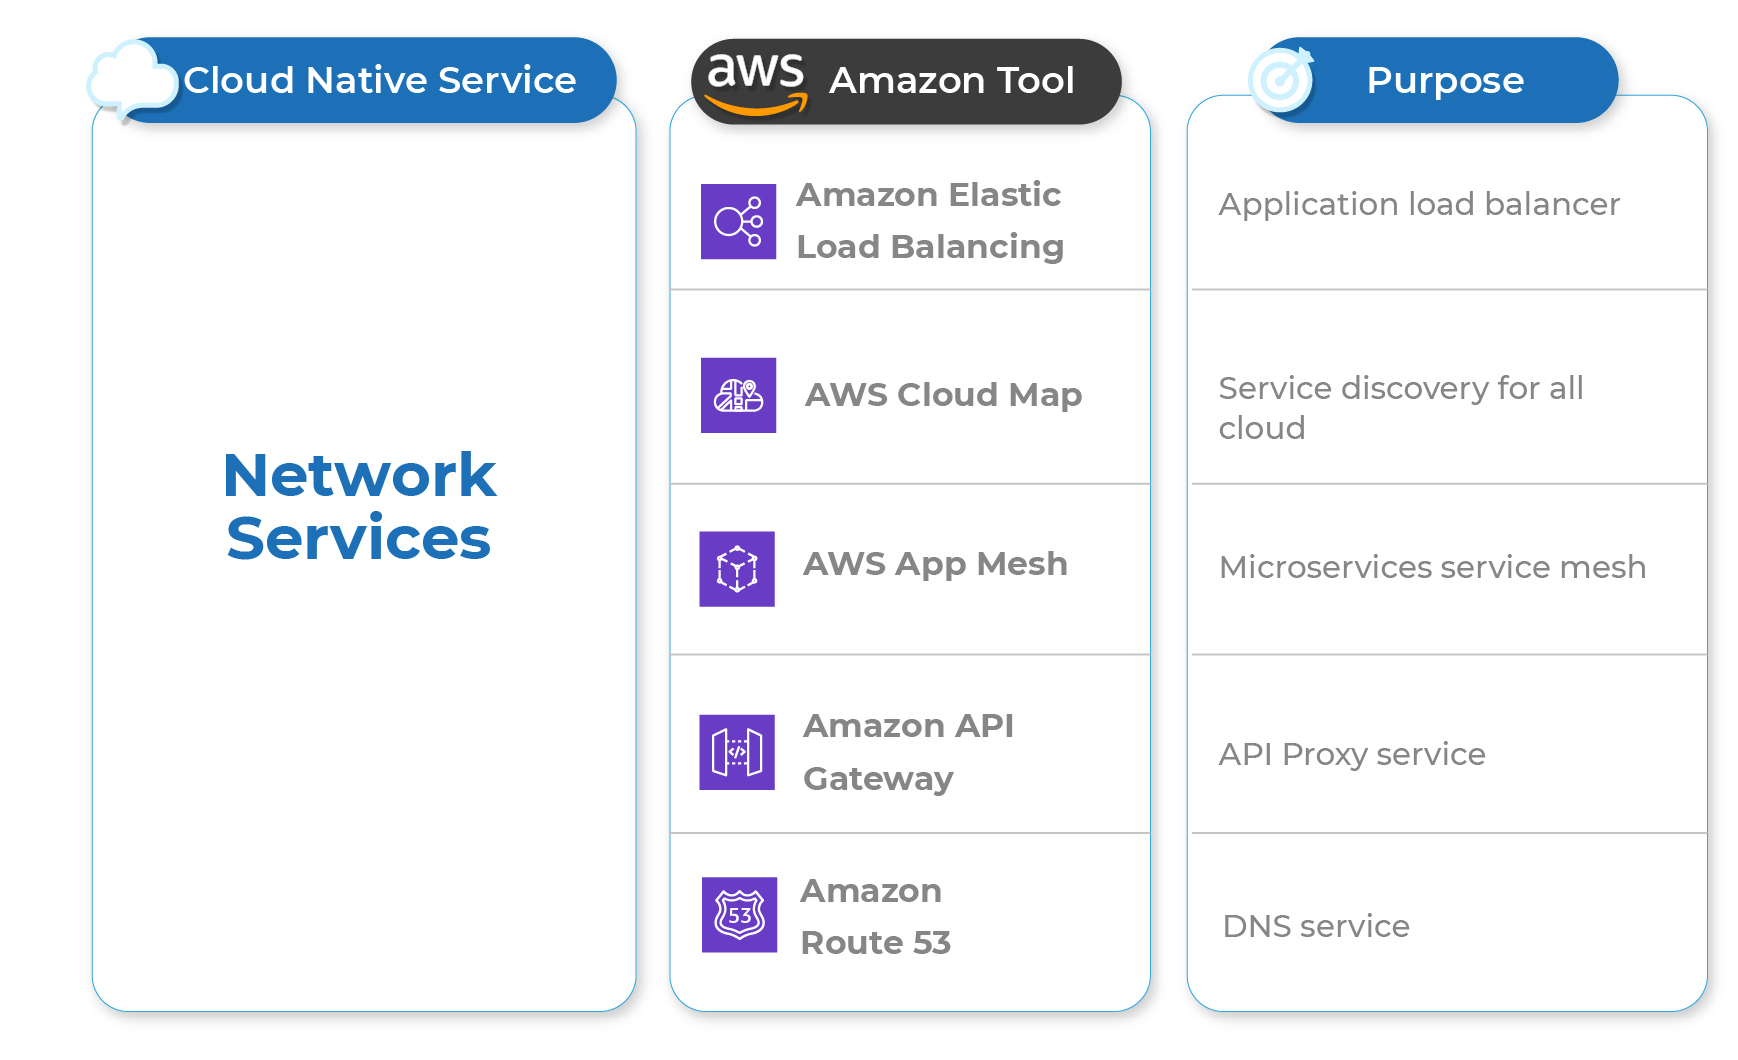 Cloud Native Service
aws Amazon Tool
Purpose
Network
Services
Amazon Elastic
Load Balancing
Application load balancer
AWS Cloud Map
Service discovery for all
cloud
AWS App Mesh
Microservices service mesh
Amazon API
Gateway
</>
API Proxy service
53
Amazon
Route 53
DNS service